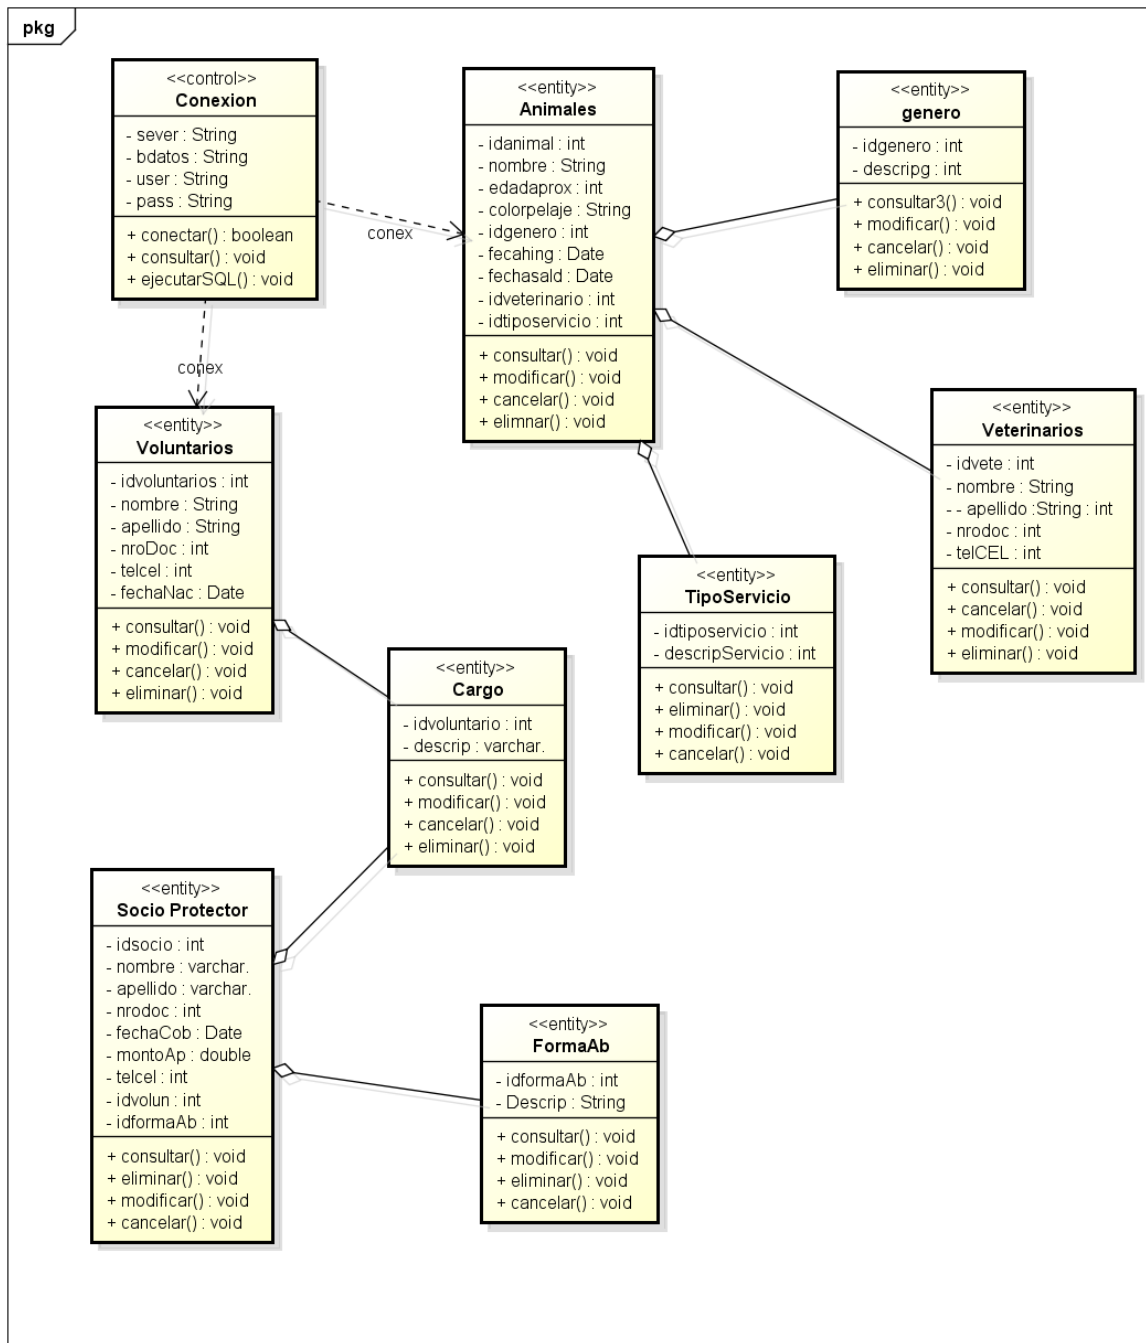 pkg
<<control>>
Conexion
- sever : String
- bdatos : String
- user : String
- pass : String
+ conectar() : boolean
+ consultar() : void
+ ejecutarSQL() : void
conex
conex
<<entity>>
Animales
- idanimal : int
- nombre : String
- edadaprox : int
- colorpelaje : String
- idgenero : int
- fecahing : Date
- fechasald : Date
- idveterinario : int
- idtiposervicio : int
+ consultar() : void
+ modificar() : void
+ cancelar() : void
+ elimnar() : void
<<entity>>
genero
- idgenero : int
- descripg : int
+ consultar3() : void
+ modificar() : void
+ cancelar() : void
+ eliminar() : void
<<entity>>
Voluntarios
- idvoluntarios : int
- nombre : String
- apellido : String
- nroDoc : int
- telcel : int
- fechaNac : Date
+ consultar() : void
+ modificar() : void
+ cancelar() : void
+ eliminar() : void
<<entity>>
Veterinarios
- idvete : int
- nombre : String
- - apellido :String : int
- nrodoc : int
- telCEL : int
+ consultar() : void
+ cancelar() : void
+ modificar() : void
+ eliminar() : void
<<entity>>
TipoServicio
- idtiposervicio : int
- descripServicio : int
+ consultar() : void
+ eliminar() : void
+ modificar() : void
+ cancelar() : void
<<entity>>
Cargo
- idvoluntario : int
- descrip : varchar.
+ consultar() : void
+ modificar() : void
+ cancelar() : void
+ eliminar() : void
<<entity>>
Socio Protector
- idsocio : int
- nombre : varchar.
- apellido : varchar.
- nrodoc : int
- fechaCob : Date
- montoAp : double
- telcel : int
- idvolun : int
- idformaAb : int
+ consultar() : void
+ eliminar() : void
+ modificar() : void
+ cancelar() : void
<<entity>>
FormaAb
- idformaAb : int
- Descrip : String
+ consultar() : void
+ modificar() : void
+ eliminar() : void
+ cancelar() : void